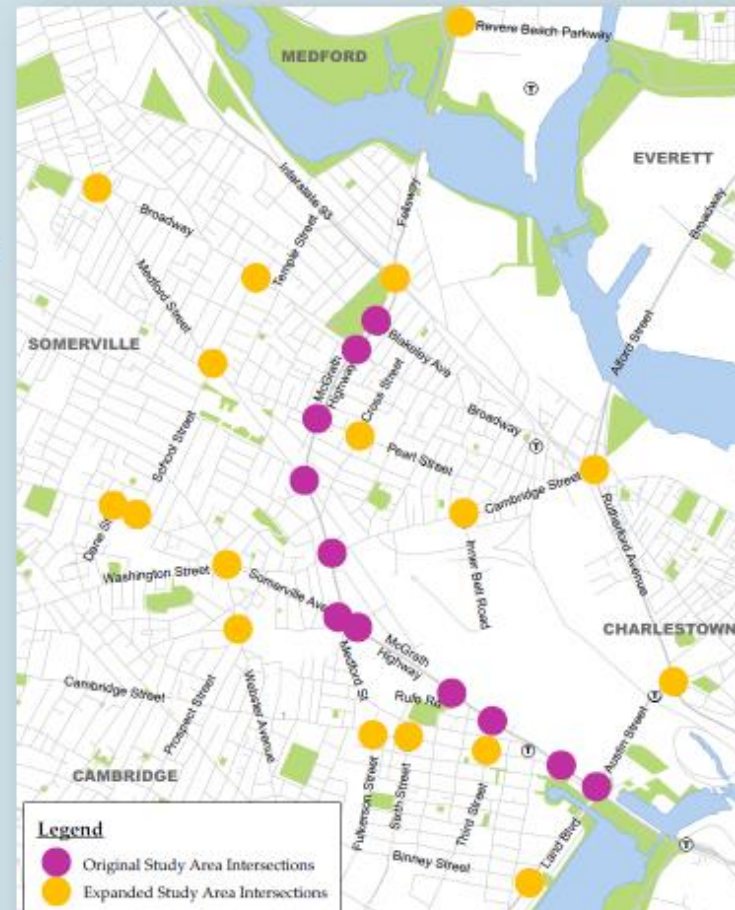 Revere Beach Parkway
MEDFORD
T
EVERETT
Interstate 93
Fellsway
Broadway
Broadway
Temple Street
Medford Street
Alford Street
SOMERVILLE
Blakeley Ave
McGrath
Highway
Cross Street
Broadway
T
School Street
Pearl Street
Cambridge Street
Rutherford Avenue
Dane St
Inner Belt Road
Washington Street
Somerville Ave
CHARLESTOWN
McGrath
Highway
Medford St
Cambridge Street
Prospect Street
Webster Avenue
Rufo Rd
T
Austin Street
T
CAMBRIDGE
Fulkerson Street
Sixth Street
Third Street
Land Blvd
T
Binney Street
Legend
Original Study Area Intersections
Expanded Study Area Intersections